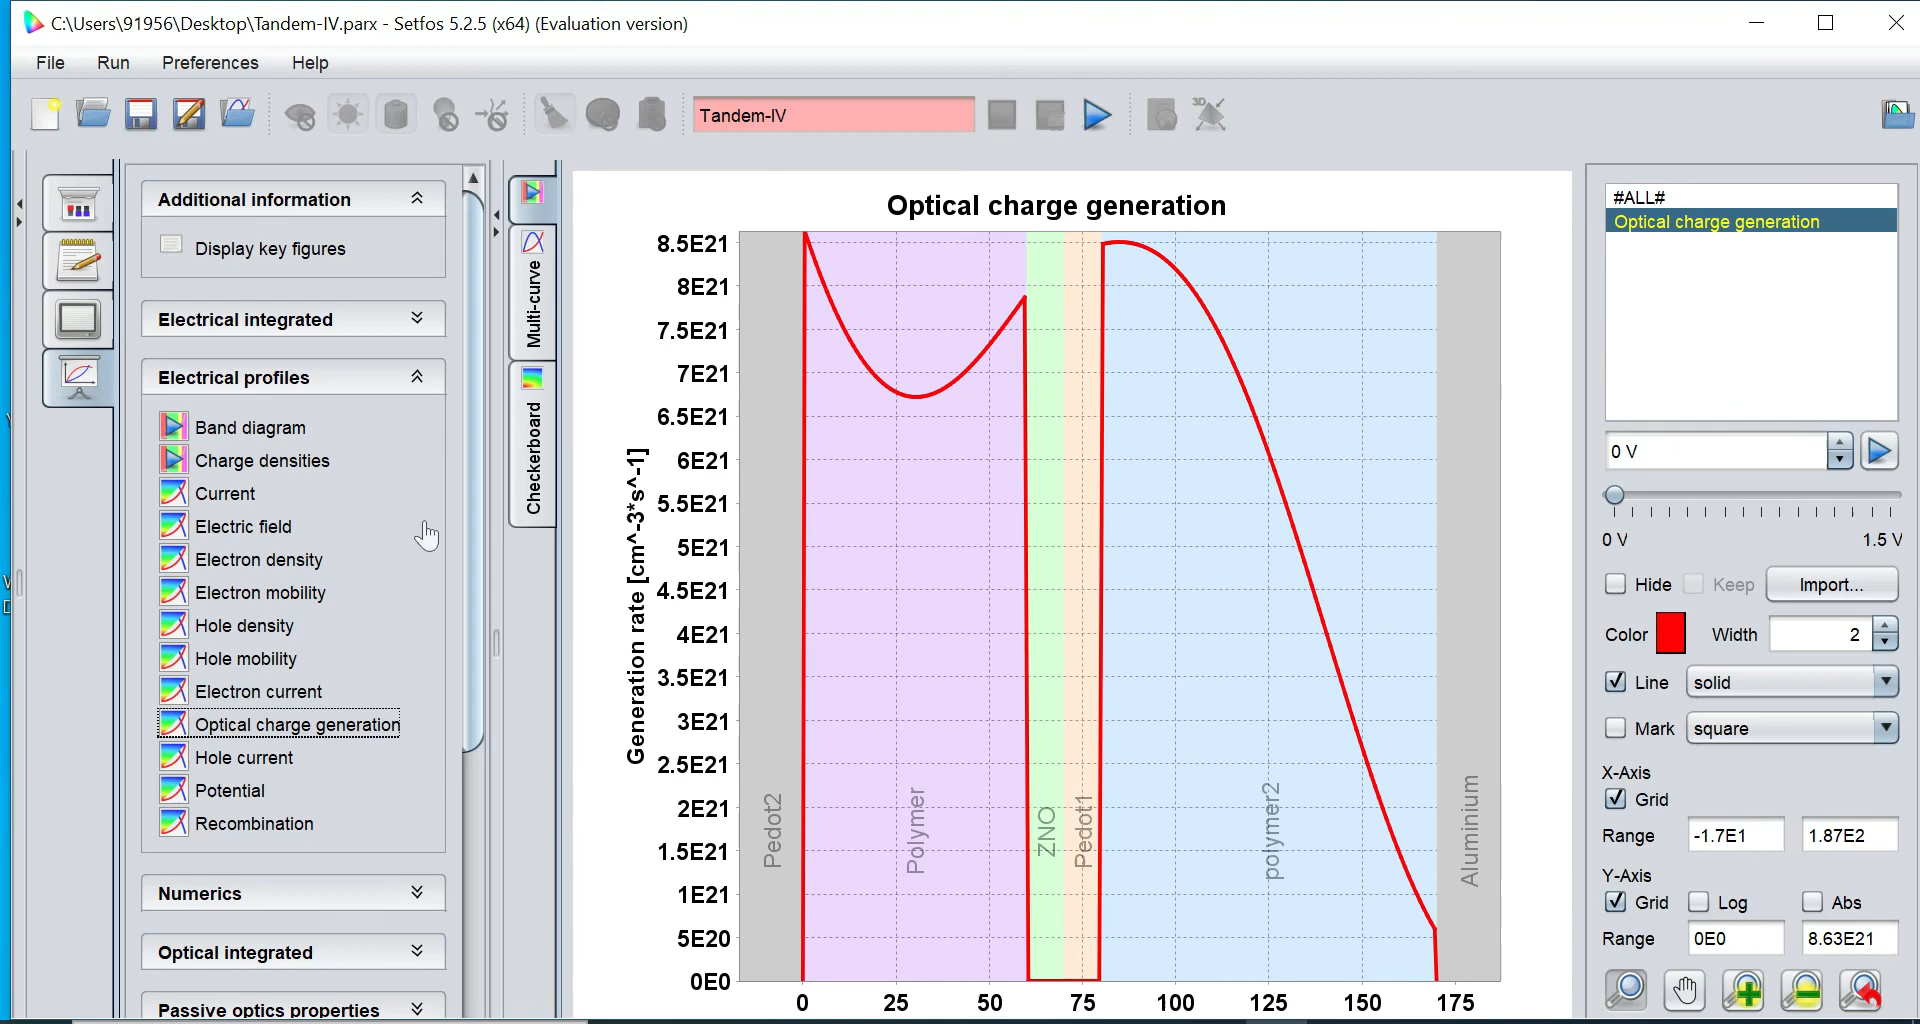 C:\Users\91956\Desktop\Tandem-IV.parx - Setfos 5.2.5 (x64) (Evaluation version)
File Run Preferences Help
Tandem-IV
3D
Additional information
Display key figures
Electrical integrated
Electrical profiles
Band diagram
Charge densities
Current
Electric field
Electron density
Electron mobility
Hole density
Hole mobility
Electron current
Optical charge generation
Hole current
Potential
Recombination
Numerics
Optical integrated
Passive optics properties
Multi-curve
Checkerboard
Optical charge generation
Generation rate [cm^-3*s^-1]
8.5E21
8E21
7.5E21
7E21
6.5E21
6E21
5.5E21
5E21
4.5E21
4E21
3.5E21
3E21
2.5E21
2E21
1.5E21
1E21
5E20
0E0
Pedot2
Polymer
ZNO
Pedot1
polymer2
Aluminium
0 25 50 75 100 125 150 175
#ALL#
Optical charge generation
0 V
0 V 1.5 V
Hide Keep Import...
Color Width 2
Line solid
Mark square
X-Axis
Grid
Range -1.7E1 1.87E2
Y-Axis
Grid Log Abs
Range 0E0 8.63E21